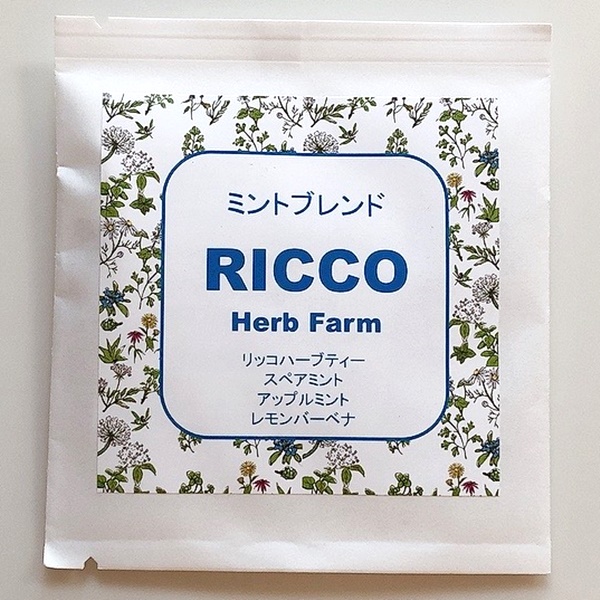 ミントブレンド
RICCO
Herb Farm
リッコハーブティー
スペアミント
アップルミント
レモンバーベナ